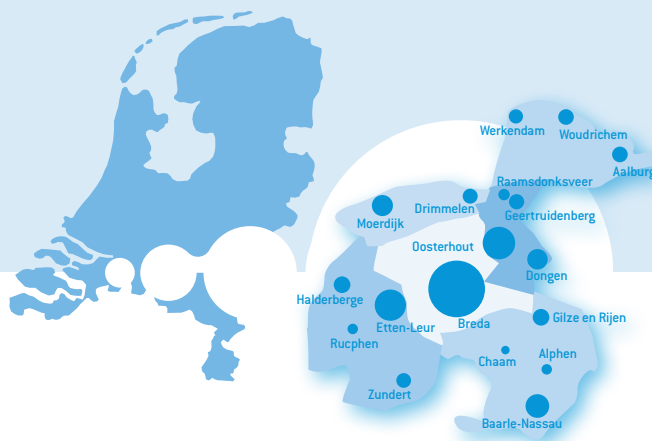 Werkendam
Woudrichem
Aalburg
Raamsdonksveer
Drimmelen
Geertruidenberg
Moerdijk
Oosterhout
Dongen
Halderberge
Etten-Leur
Breda
Gilze en Rijen
Rucphen
Chaam
Alphen
Zundert
Baarle-Nassau